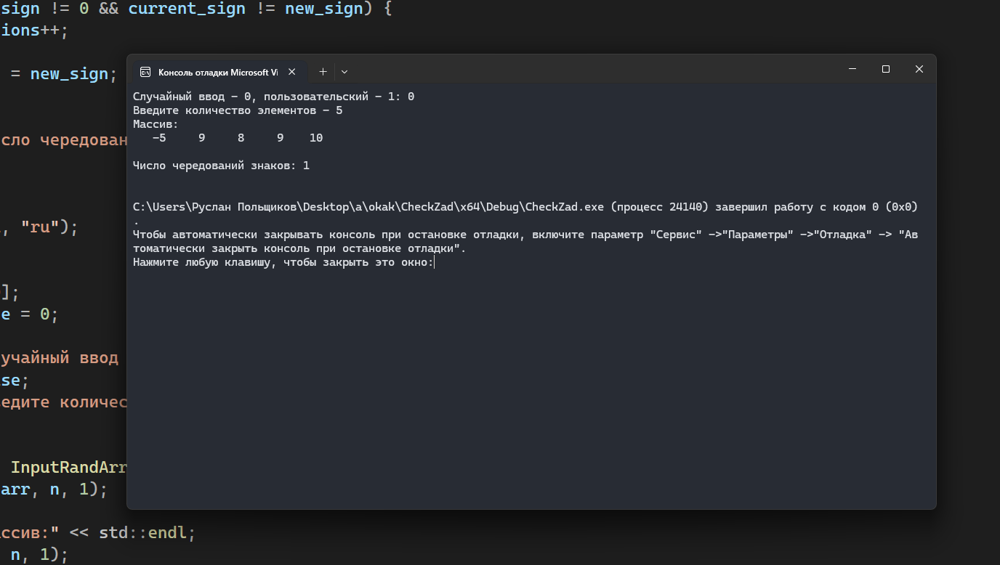 sign != 0 && current_sign != new_sign) {
ions++;
= new_sign;
сло чередован
, "ru");
];
e = 0;
учайный ввод
se;
едите количес
InputRandArr
arr, n, 1);
ссив:" << std::endl;
n, 1);
Консоль отладки Microsoft Vi
Случайный ввод - 0, пользовательский - 1: 0
Введите количество элементов - 5
Массив:
-5 9 8 9 10
Число чередований знаков: 1
C:\Users\Руслан Польщиков\Desktop\a\okak\CheckZad\x64\Debug\CheckZad.exe (процесс 24140) завершил работу с кодом 0 (0x0)
.
Чтобы автоматически закрывать консоль при остановке отладки, включите параметр "Сервис" ->"Параметры" ->"Отладка" -> "Ав
томатически закрыть консоль при остановке отладки".
Нажмите любую клавишу, чтобы закрыть это окно: